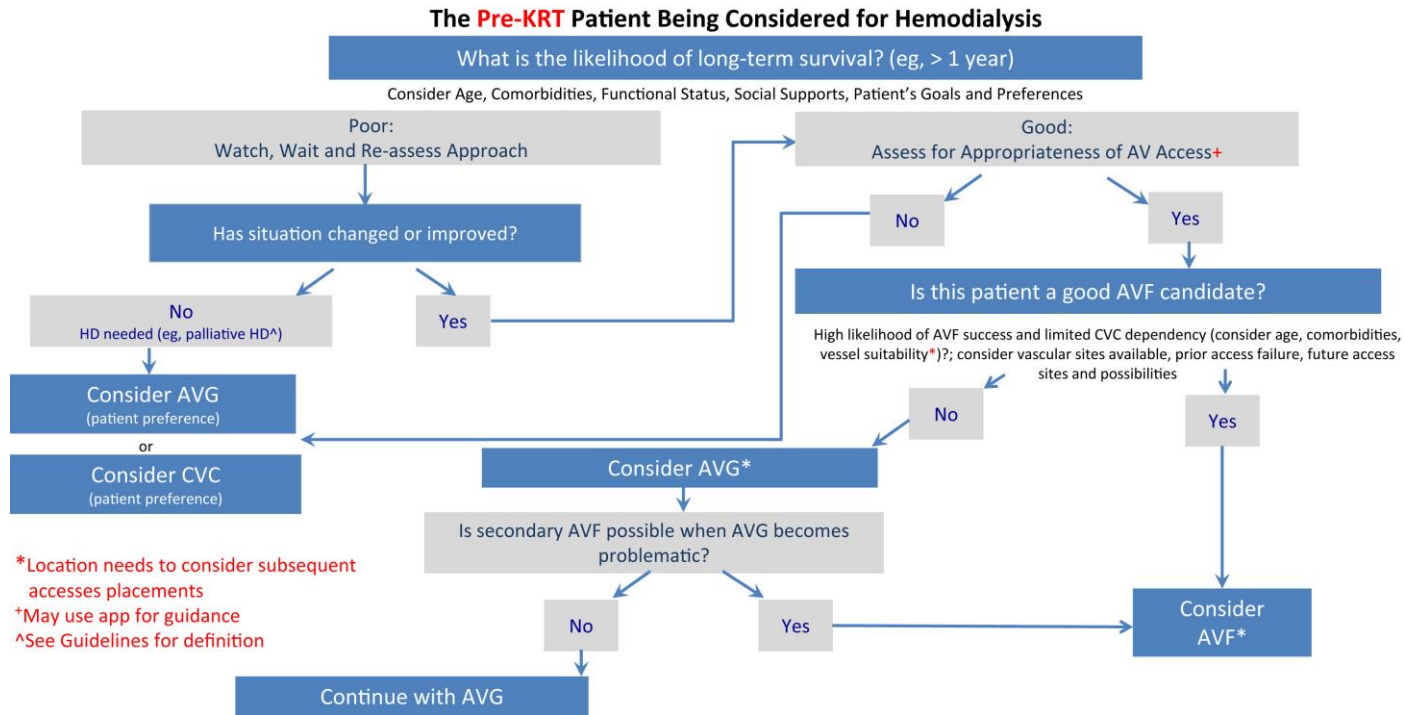 The Pre-KRT Patient Being Considered for Hemodialysis
What is the likelihood of long-term survival? (eg, > 1 year)
Consider Age, Comorbidities, Functional Status, Social Supports, Patient's Goals and Preferences
Poor:
Watch, Wait and Re-assess Approach
Good:
Assess for Appropriateness of AV Access+
Has situation changed or improved?
No
Yes
No
HD needed (eg, palliative HD^)
Yes
Is this patient a good AVF candidate?
High likelihood of AVF success and limited CVC dependency (consider age, comorbidities,
vessel suitability*)?; consider vascular sites available, prior access failure, future access
sites and possibilities
Consider AVG
(patient preference)
or
Consider CVC
(patient preference)
No
Yes
Consider AVG*
Is secondary AVF possible when AVG becomes
problematic?
*Location needs to consider subsequent
accesses placements
+May use app for guidance
^See Guidelines for definition
No
Yes
Consider
AVF*
Continue with AVG